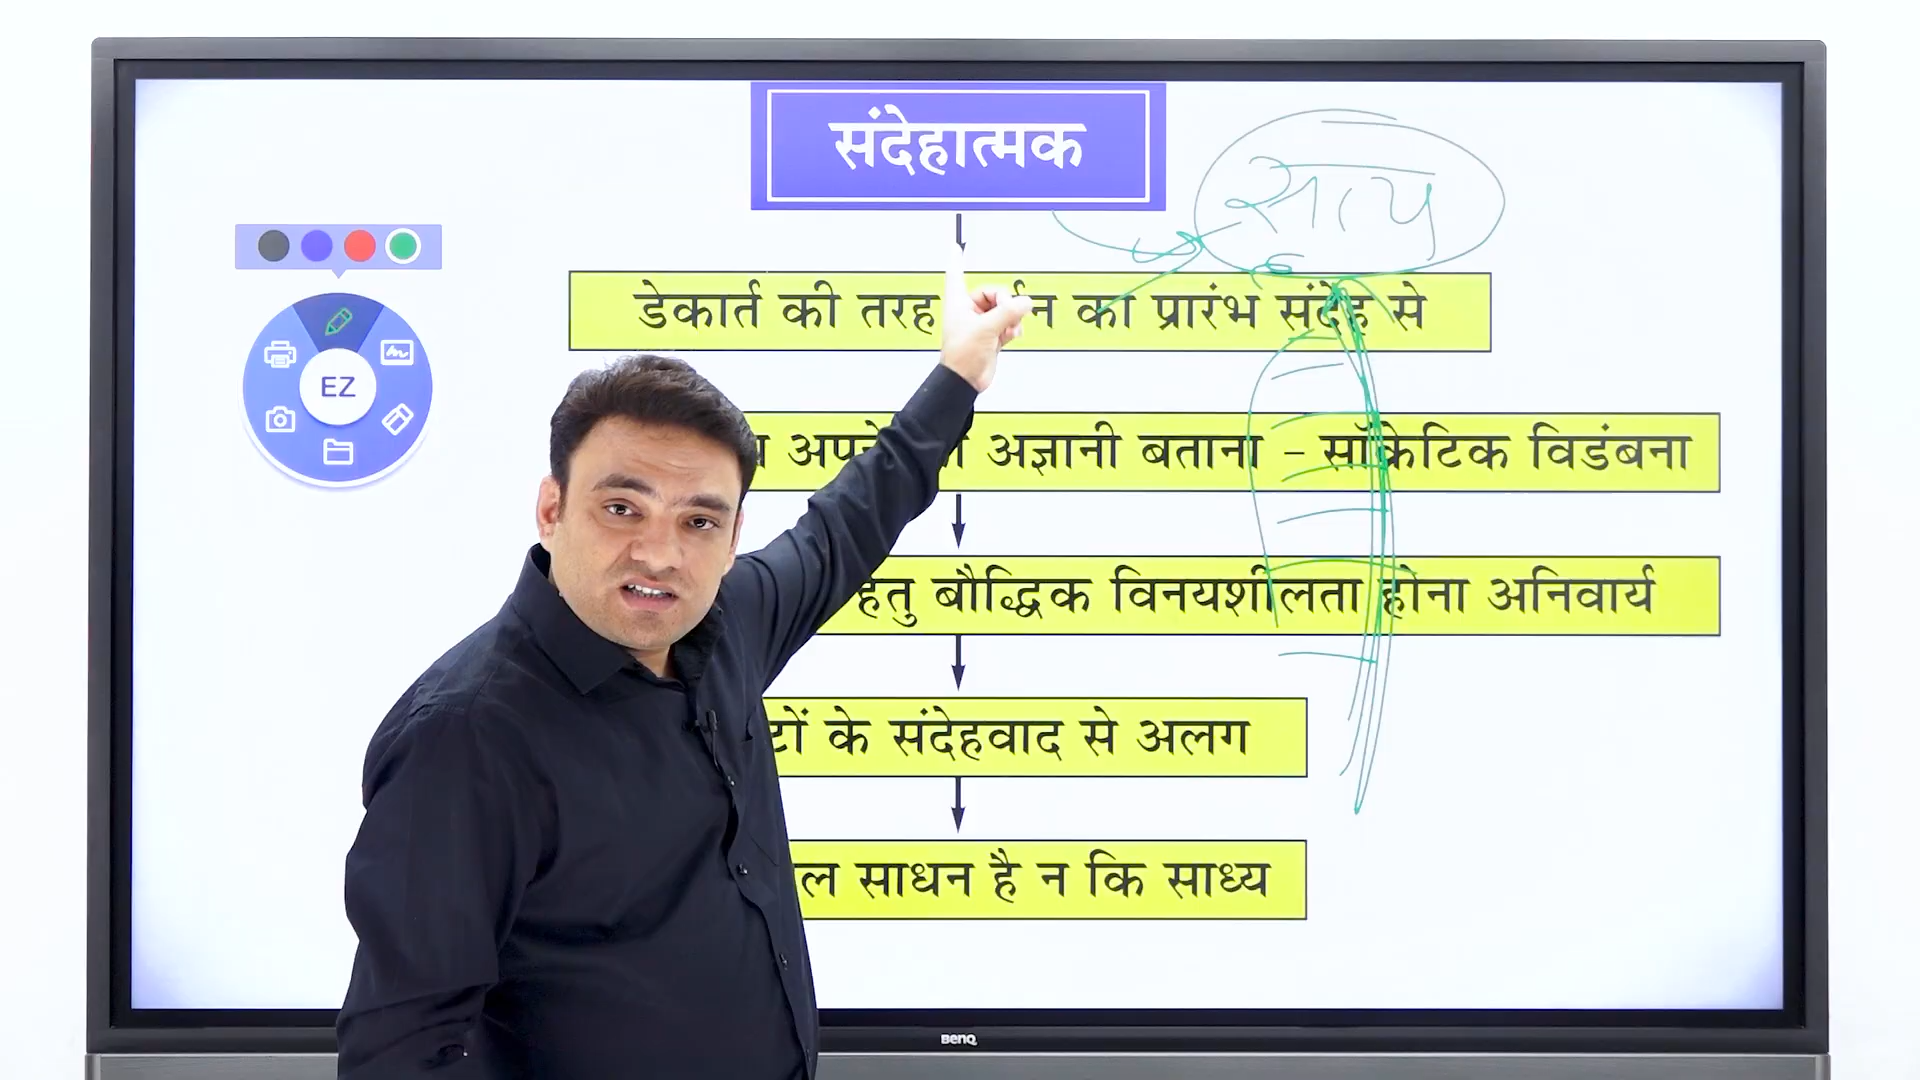 संदेहात्मक
सत्य
EZ
डेकार्त की तरह का प्रारंभ संदेह से
अज्ञानी बताना – सॉक्रेटिक विडंबना
हेतु बौद्धिक विनयशीलता होना अनिवार्य
के संदेहवाद से अलग
साधन है न कि साध्य
BenQ